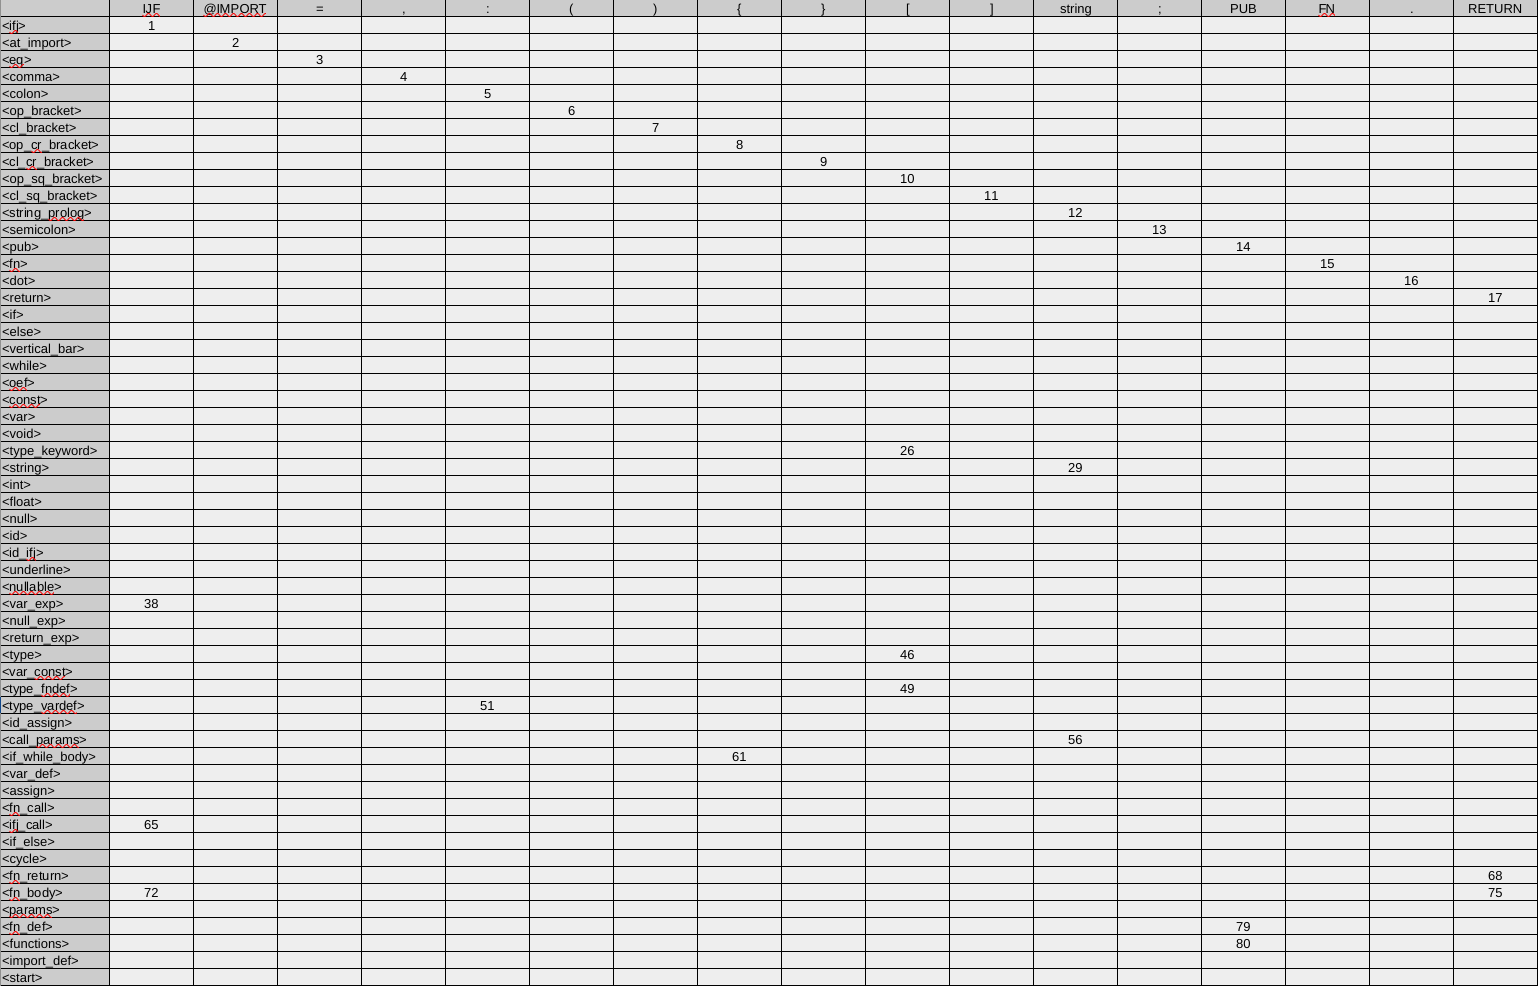 IJF @IMPORT = , : ( ) { } [ ] string ; PUB FN . RETURN
<ifj> 1
<at_import> 2
<eq> 3
<comma> 4
<colon> 5
<op_bracket> 6
<cl_bracket> 7
<op_cr_bracket> 8
<cl_cr_bracket> 9
<op_sq_bracket> 10
<cl_sq_bracket> 11
<string_prolog> 12
<semicolon> 13
<pub> 14
<fn> 15
<dot> 16
<return> 17
<if>
<else>
<vertical_bar>
<while>
<oef>
<const>
<var>
<void>
<type_keyword> 26
<string> 29
<int>
<float>
<null>
<id>
<id_ifj>
<underline>
<nullable>
<var_exp> 38
<null_exp>
<return_exp>
<type> 46
<var_const>
<type_fndef> 49
<type_vardef> 51
<id_assign>
<call_params> 56
<if_while_body> 61
<var_def>
<assign>
<fn_call>
<ifj_call> 65
<if_else>
<cycle>
<fn_return> 68
<fn_body> 72 75
<params>
<fn_def> 79
<functions> 80
<import_def>
<start>